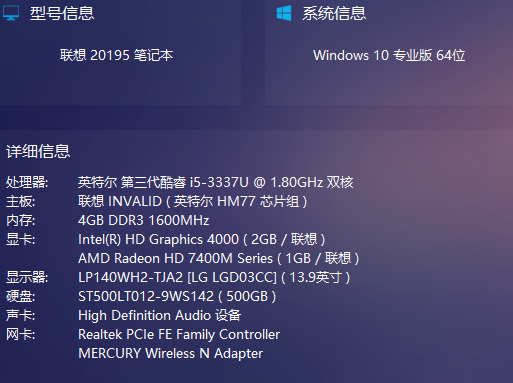 型号信息
系统信息
联想 20195 笔记本
Windows 10 专业版 64位
详细信息
处理器: 英特尔 第三代酷睿 i5-3337U @ 1.80GHz 双核
主板: 联想 INVALID ( 英特尔 HM77 芯片组 )
内存: 4GB DDR3 1600MHz
显卡: Intel(R) HD Graphics 4000 ( 2GB / 联想 )
AMD Radeon HD 7400M Series ( 1GB / 联想 )
显示器: LP140WH2-TJA2 [LG LGD03CC] ( 13.9英寸 )
硬盘: ST500LT012-9WS142 ( 500GB )
声卡: High Definition Audio 设备
网卡: Realtek PCIe FE Family Controller
MERCURY Wireless N Adapter